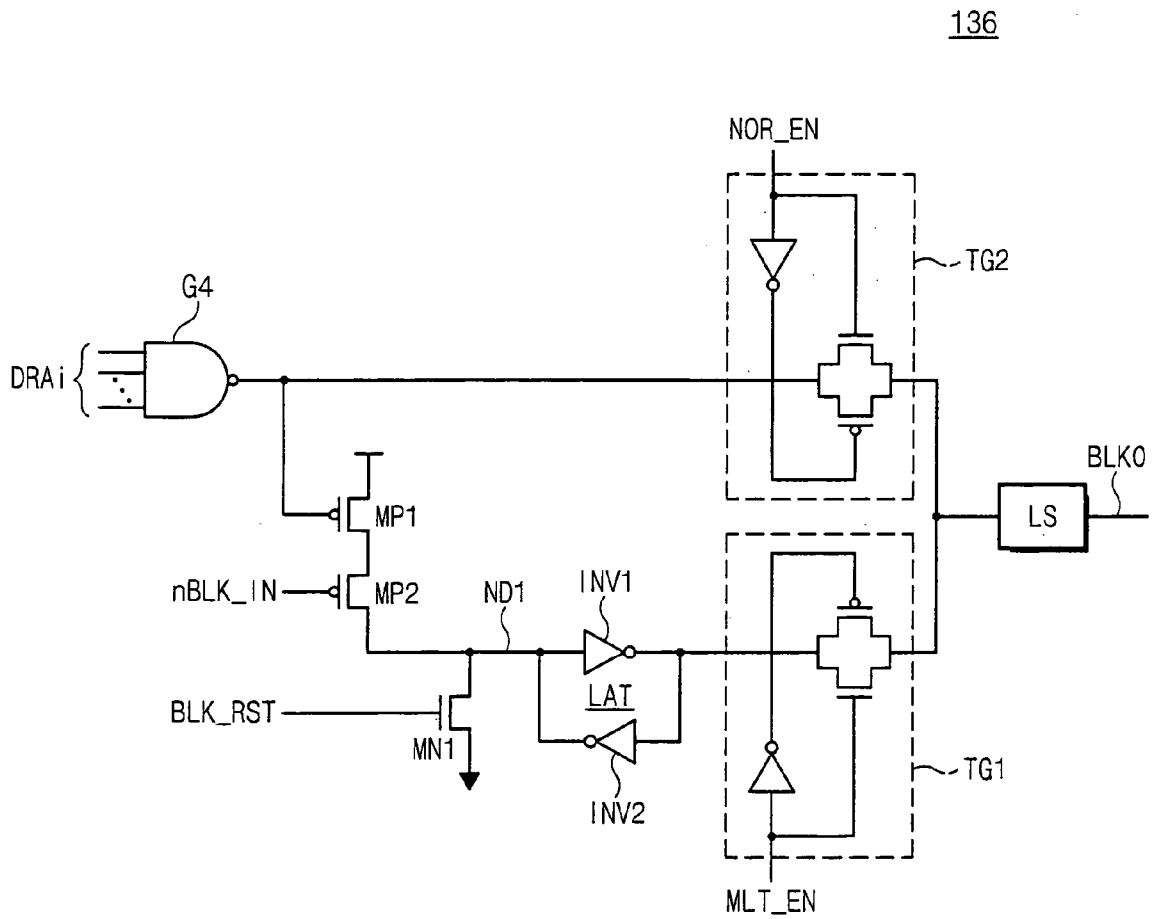 136
NOR_EN
TG2
G4
DRAi
BLK0
LS
MP1
nBLK_IN
MP2
ND1
INV1
LAT
BLK_RST
MN1
INV2
TG1
MLT_EN